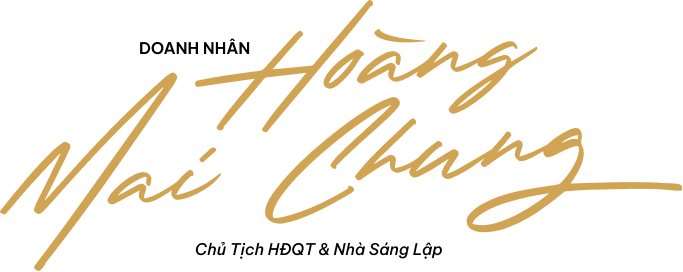 DOANH NHÂN
Hoàng
Mai Chung
Chủ Tịch HĐQT & Nhà Sáng Lập